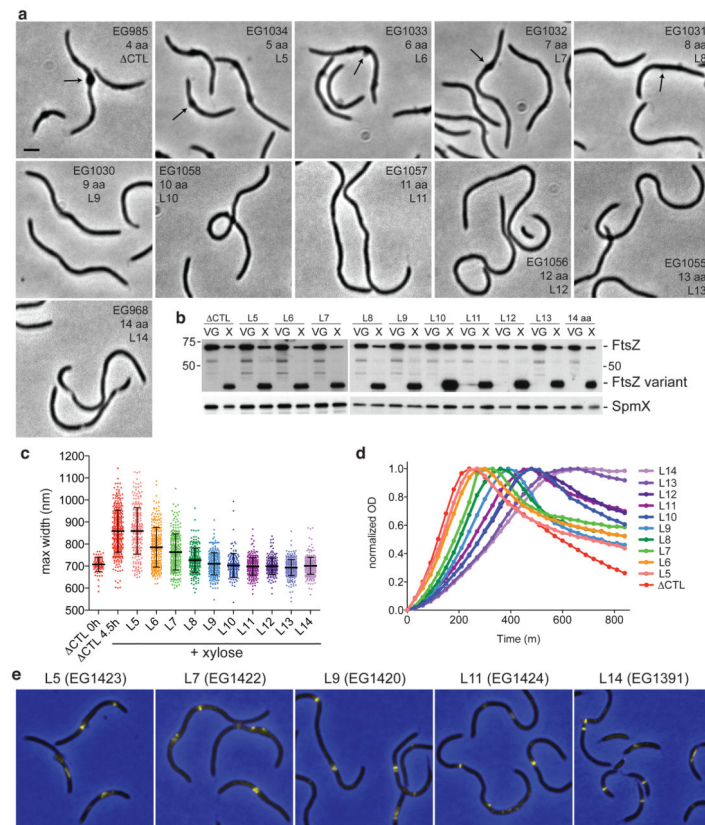 a
EG985
4 aa
ΔCTL
EG1034
5 aa
L5
EG1033
6 aa
L6
EG1032
7 aa
L7
EG1031
8 aa
L8
EG1030
9 aa
L9
EG1058
10 aa
L10
EG1057
11 aa
L11
EG1056
12 aa
L12
EG1055
13 aa
L13
EG968
14 aa
L14
b
ΔCTL L5 L6 L7 L8 L9 L10 L11 L12 L13 14 aa
VG X VG X VG X VG X VG X VG X VG X VG X VG X VG X VG X
75-
50-
- FtsZ
- 50
- FtsZ variant
- SpmX
c
max width (nm)
1200
1100
1000
900
800
700
600
500
ΔCTL 0h
ΔCTL 4.5h
L5
L6
L7
L8
L9
L10
L11
L12
L13
L14
+ xylose
d
normalized OD
1.0
0.8
0.6
0.4
0.2
0.0
0 200 400 600 800 1000
Time (m)
L14
L13
L12
L11
L10
L9
L8
L7
L6
L5
ΔCTL
e
L5 (EG1423)
L7 (EG1422)
L9 (EG1420)
L11 (EG1424)
L14 (EG1391)